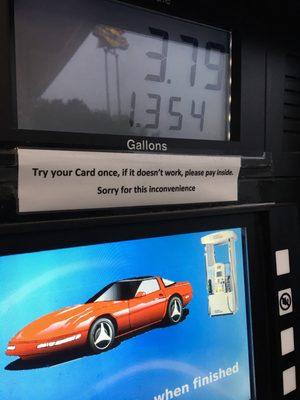 3.79
1.354
Gallons
Try your Card once, if it doesn't work, please pay inside.
Sorry for this inconvenience
when finished